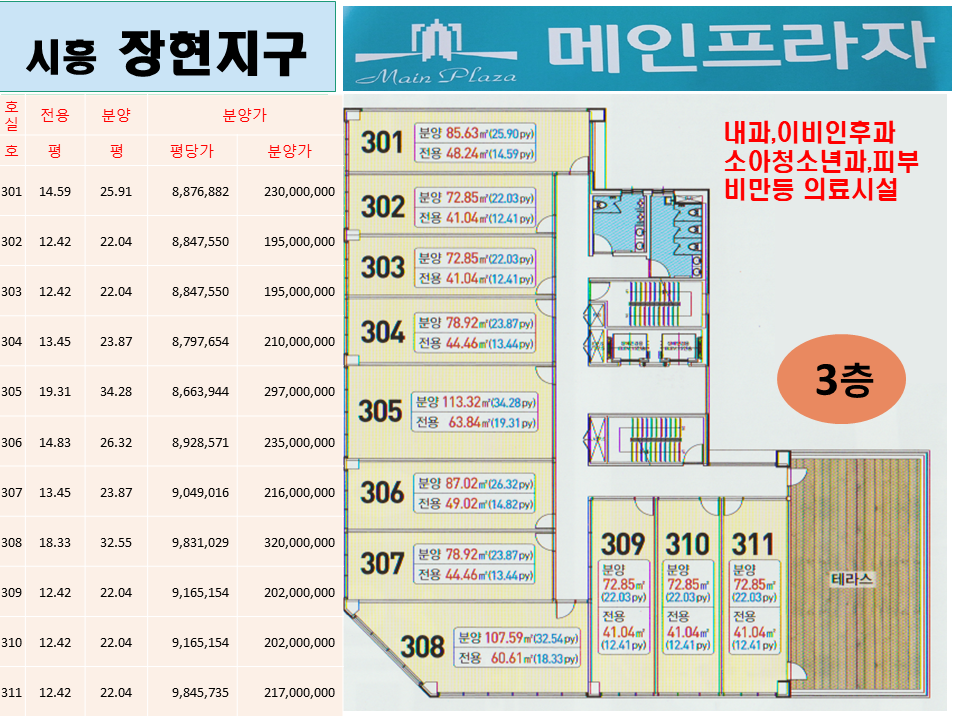 시흥 장현지구
Main Plaza
메인프라자
호실 전용 분양 분양가
호 평 평 평당가 분양가
301 14.59 25.91 8,876,882 230,000,000
302 12.42 22.04 8,847,550 195,000,000
303 12.42 22.04 8,847,550 195,000,000
304 13.45 23.87 8,797,654 210,000,000
305 19.31 34.28 8,663,944 297,000,000
306 14.83 26.32 8,928,571 235,000,000
307 13.45 23.87 9,049,016 216,000,000
308 18.33 32.55 9,831,029 320,000,000
309 12.42 22.04 9,165,154 202,000,000
310 12.42 22.04 9,165,154 202,000,000
311 12.42 22.04 9,845,735 217,000,000
301
분양 85.63㎡(25.90py)
전용 48.24㎡(14.59py)
302
분양 72.85㎡(22.03py)
전용 41.04㎡(12.41py)
303
분양 72.85㎡(22.03py)
전용 41.04㎡(12.41py)
304
분양 78.92㎡(23.87py)
전용 44.46㎡(13.44py)
305
분양 113.32㎡(34.28py)
전용 63.84㎡(19.31py)
306
분양 87.02㎡(26.32py)
전용 49.02㎡(14.82py)
307
분양 78.92㎡(23.87py)
전용 44.46㎡(13.44py)
308
분양 107.59㎡(32.54py)
전용 60.61㎡(18.33py)
309
분양
72.85㎡
(22.03py)
전용
41.04㎡
(12.41py)
310
분양
72.85㎡
(22.03py)
전용
41.04㎡
(12.41py)
311
분양
72.85㎡
(22.03py)
전용
41.04㎡
(12.41py)
테라스
내과,이비인후과
소아청소년과,피부
비만등 의료시설
3층